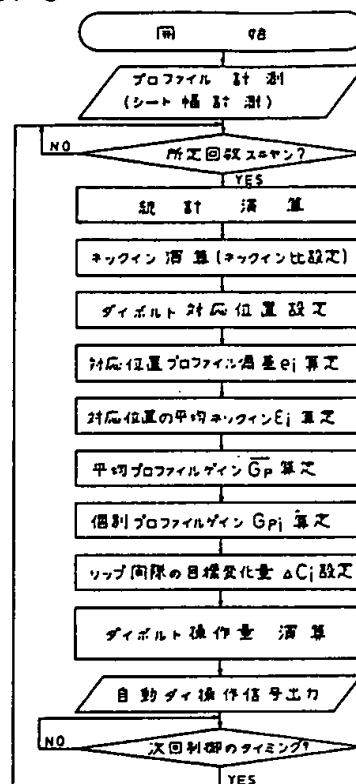 開 始
プロファイル 計 測
(シート 幅 計 測)
所定回数スキャン?
NO
YES
統 計 演 算
ネックイン 演算(ネックイン比設定)
ダイボルト 対応位置設定
対応位置プロファイル偏差ei 算定
対応位置の平均ネックインEi 算定
平均プロファイルゲイン Gp 算定
個別プロファイルゲイン Gpi 算定
リップ間隙の目標変化量 ΔCi 設定
ダイボルト操作量 演算
自動ダイ操作信号出力
NO
次回制御のタイミング?
YES